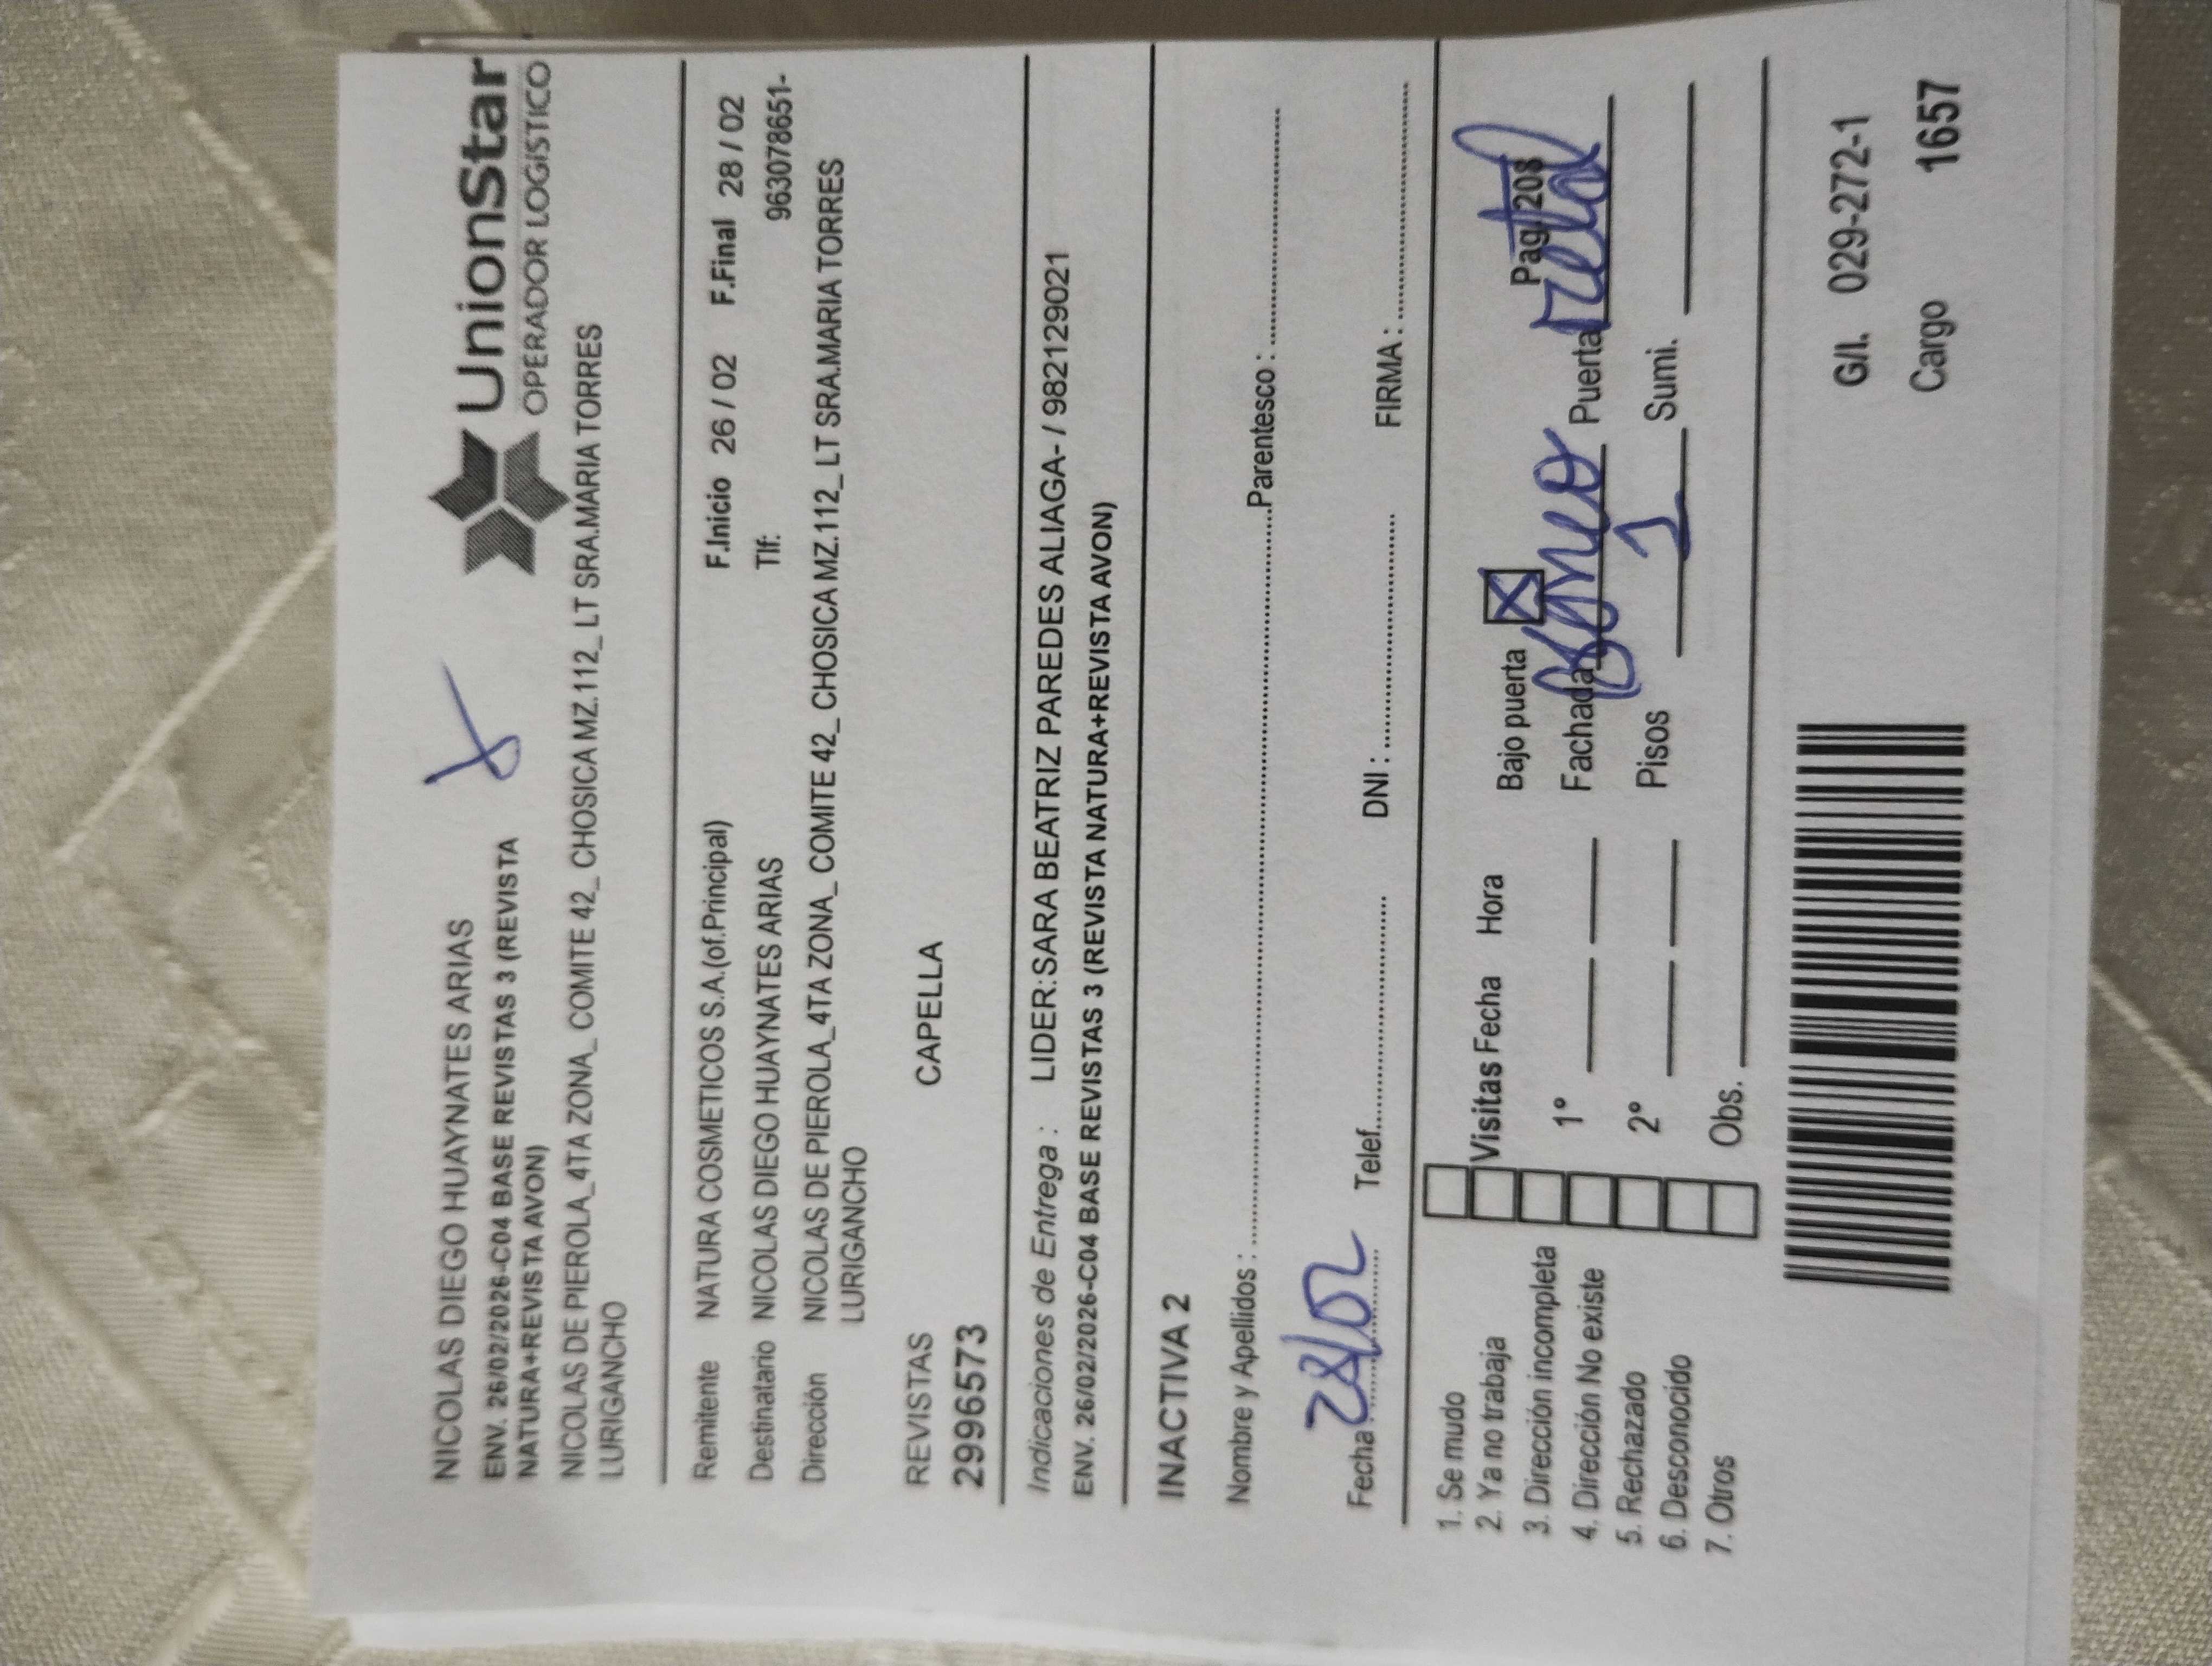 NICOLAS DIEGO HUAYNATES ARIAS
UnionStar
OPERADOR LOGISTICO
ENV. 26/02/2026-C04 BASE REVISTAS 3 (REVISTA
NATURA+REVISTA AVON)
NICOLAS DE PIEROLA_4TA ZONA_ COMITE 42_ CHOSICA MZ.112_ LT SRA.MARIA TORRES
LURIGANCHO
F.Inicio 26 / 02 F.Final 28 / 02
Remitente NATURA COSMETICOS S.A.(of.Principal)
Tlf: 963078651-
Destinatario NICOLAS DIEGO HUAYNATES ARIAS
Dirección NICOLAS DE PIEROLA_4TA ZONA_ COMITE 42_ CHOSICA MZ.112_ LT SRA.MARIA TORRES
LURIGANCHO
REVISTAS CAPELLA
2996573
Indicaciones de Entrega : LIDER:SARA BEATRIZ PAREDES ALIAGA- / 982129021
ENV. 26/02/2026-C04 BASE REVISTAS 3 (REVISTA NATURA+REVISTA AVON)
INACTIVA 2
Nombre y Apellidos : Parentesco :
Fecha : 28/02 Telef. DNI : FIRMA :
1. Se mudo
2. Ya no trabaja
3. Dirección incompleta
4. Dirección No existe
5. Rechazado
6. Desconocido
7. Otros
Visitas Fecha Hora
1°
2°
Obs.
Bajo puerta X
Pag. 208
Fachada Puerta
Pisos 1 Sumi.
G/I. 029-272-1
Cargo 1657